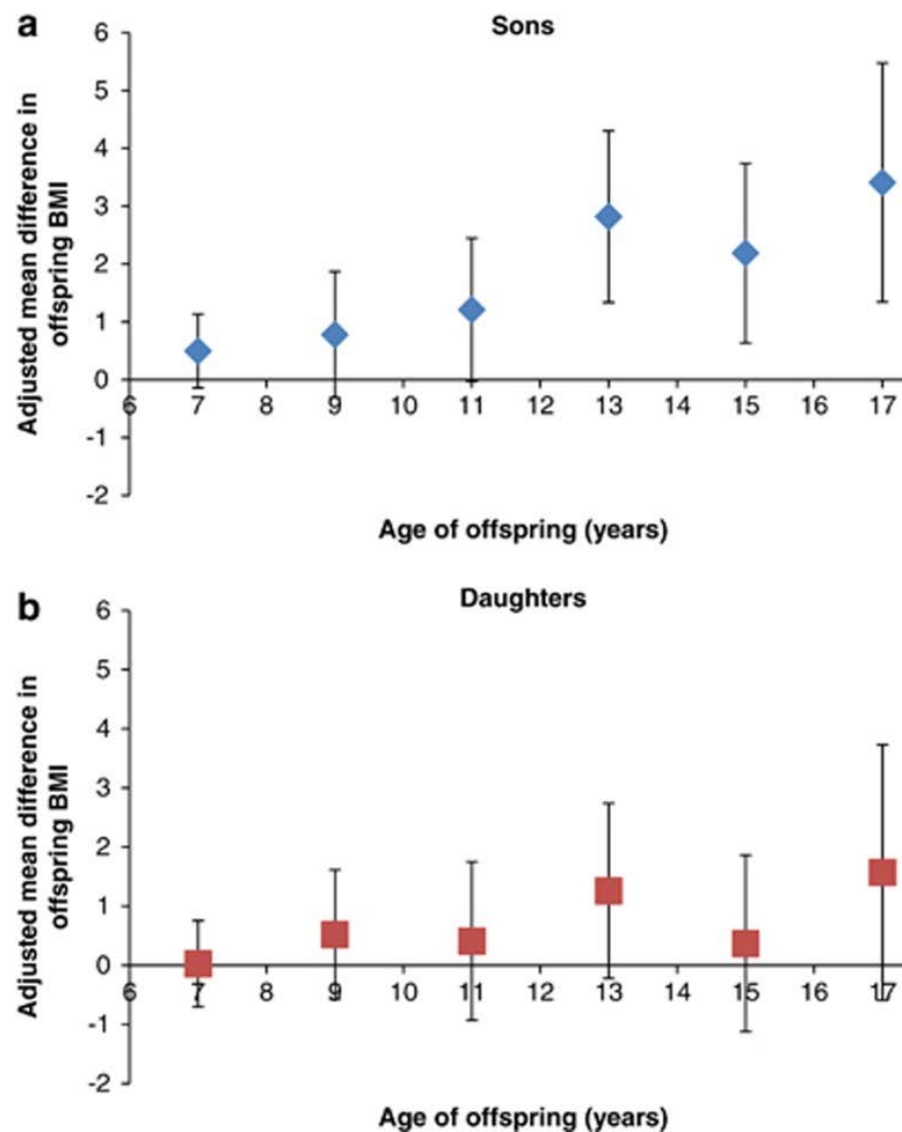 a
Sons
Adjusted mean difference in
offspring BMI
6
5
4
3
2
1
0
-1
-2
6 7 8 9 10 11 12 13 14 15 16 17
Age of offspring (years)
b
Daughters
Adjusted mean difference in
offspring BMI
6
5
4
3
2
1
0
-1
-2
6 7 8 9 10 11 12 13 14 15 16 17
Age of offspring (years)